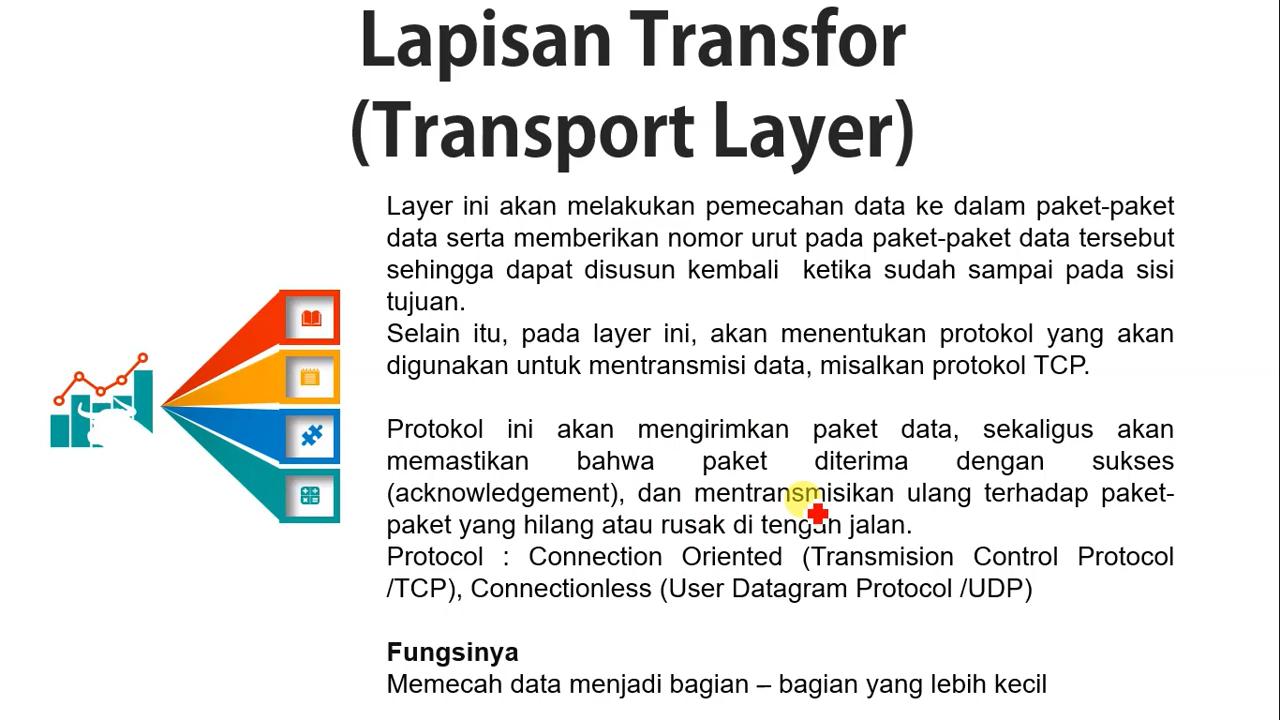 Lapisan Transfor
(Transport Layer)
Layer ini akan melakukan pemecahan data ke dalam paket-paket
data serta memberikan nomor urut pada paket-paket data tersebut
sehingga dapat disusun kembali ketika sudah sampai pada sisi
tujuan.
Selain itu, pada layer ini, akan menentukan protokol yang akan
digunakan untuk mentransmisi data, misalkan protokol TCP.
Protokol ini akan mengirimkan paket data, sekaligus akan
memastikan bahwa paket diterima dengan sukses
(acknowledgement), dan mentransmisikan ulang terhadap paket-
paket yang hilang atau rusak di tengah jalan.
Protocol : Connection Oriented (Transmision Control Protocol
/TCP), Connectionless (User Datagram Protocol /UDP)
Fungsinya
Memecah data menjadi bagian – bagian yang lebih kecil